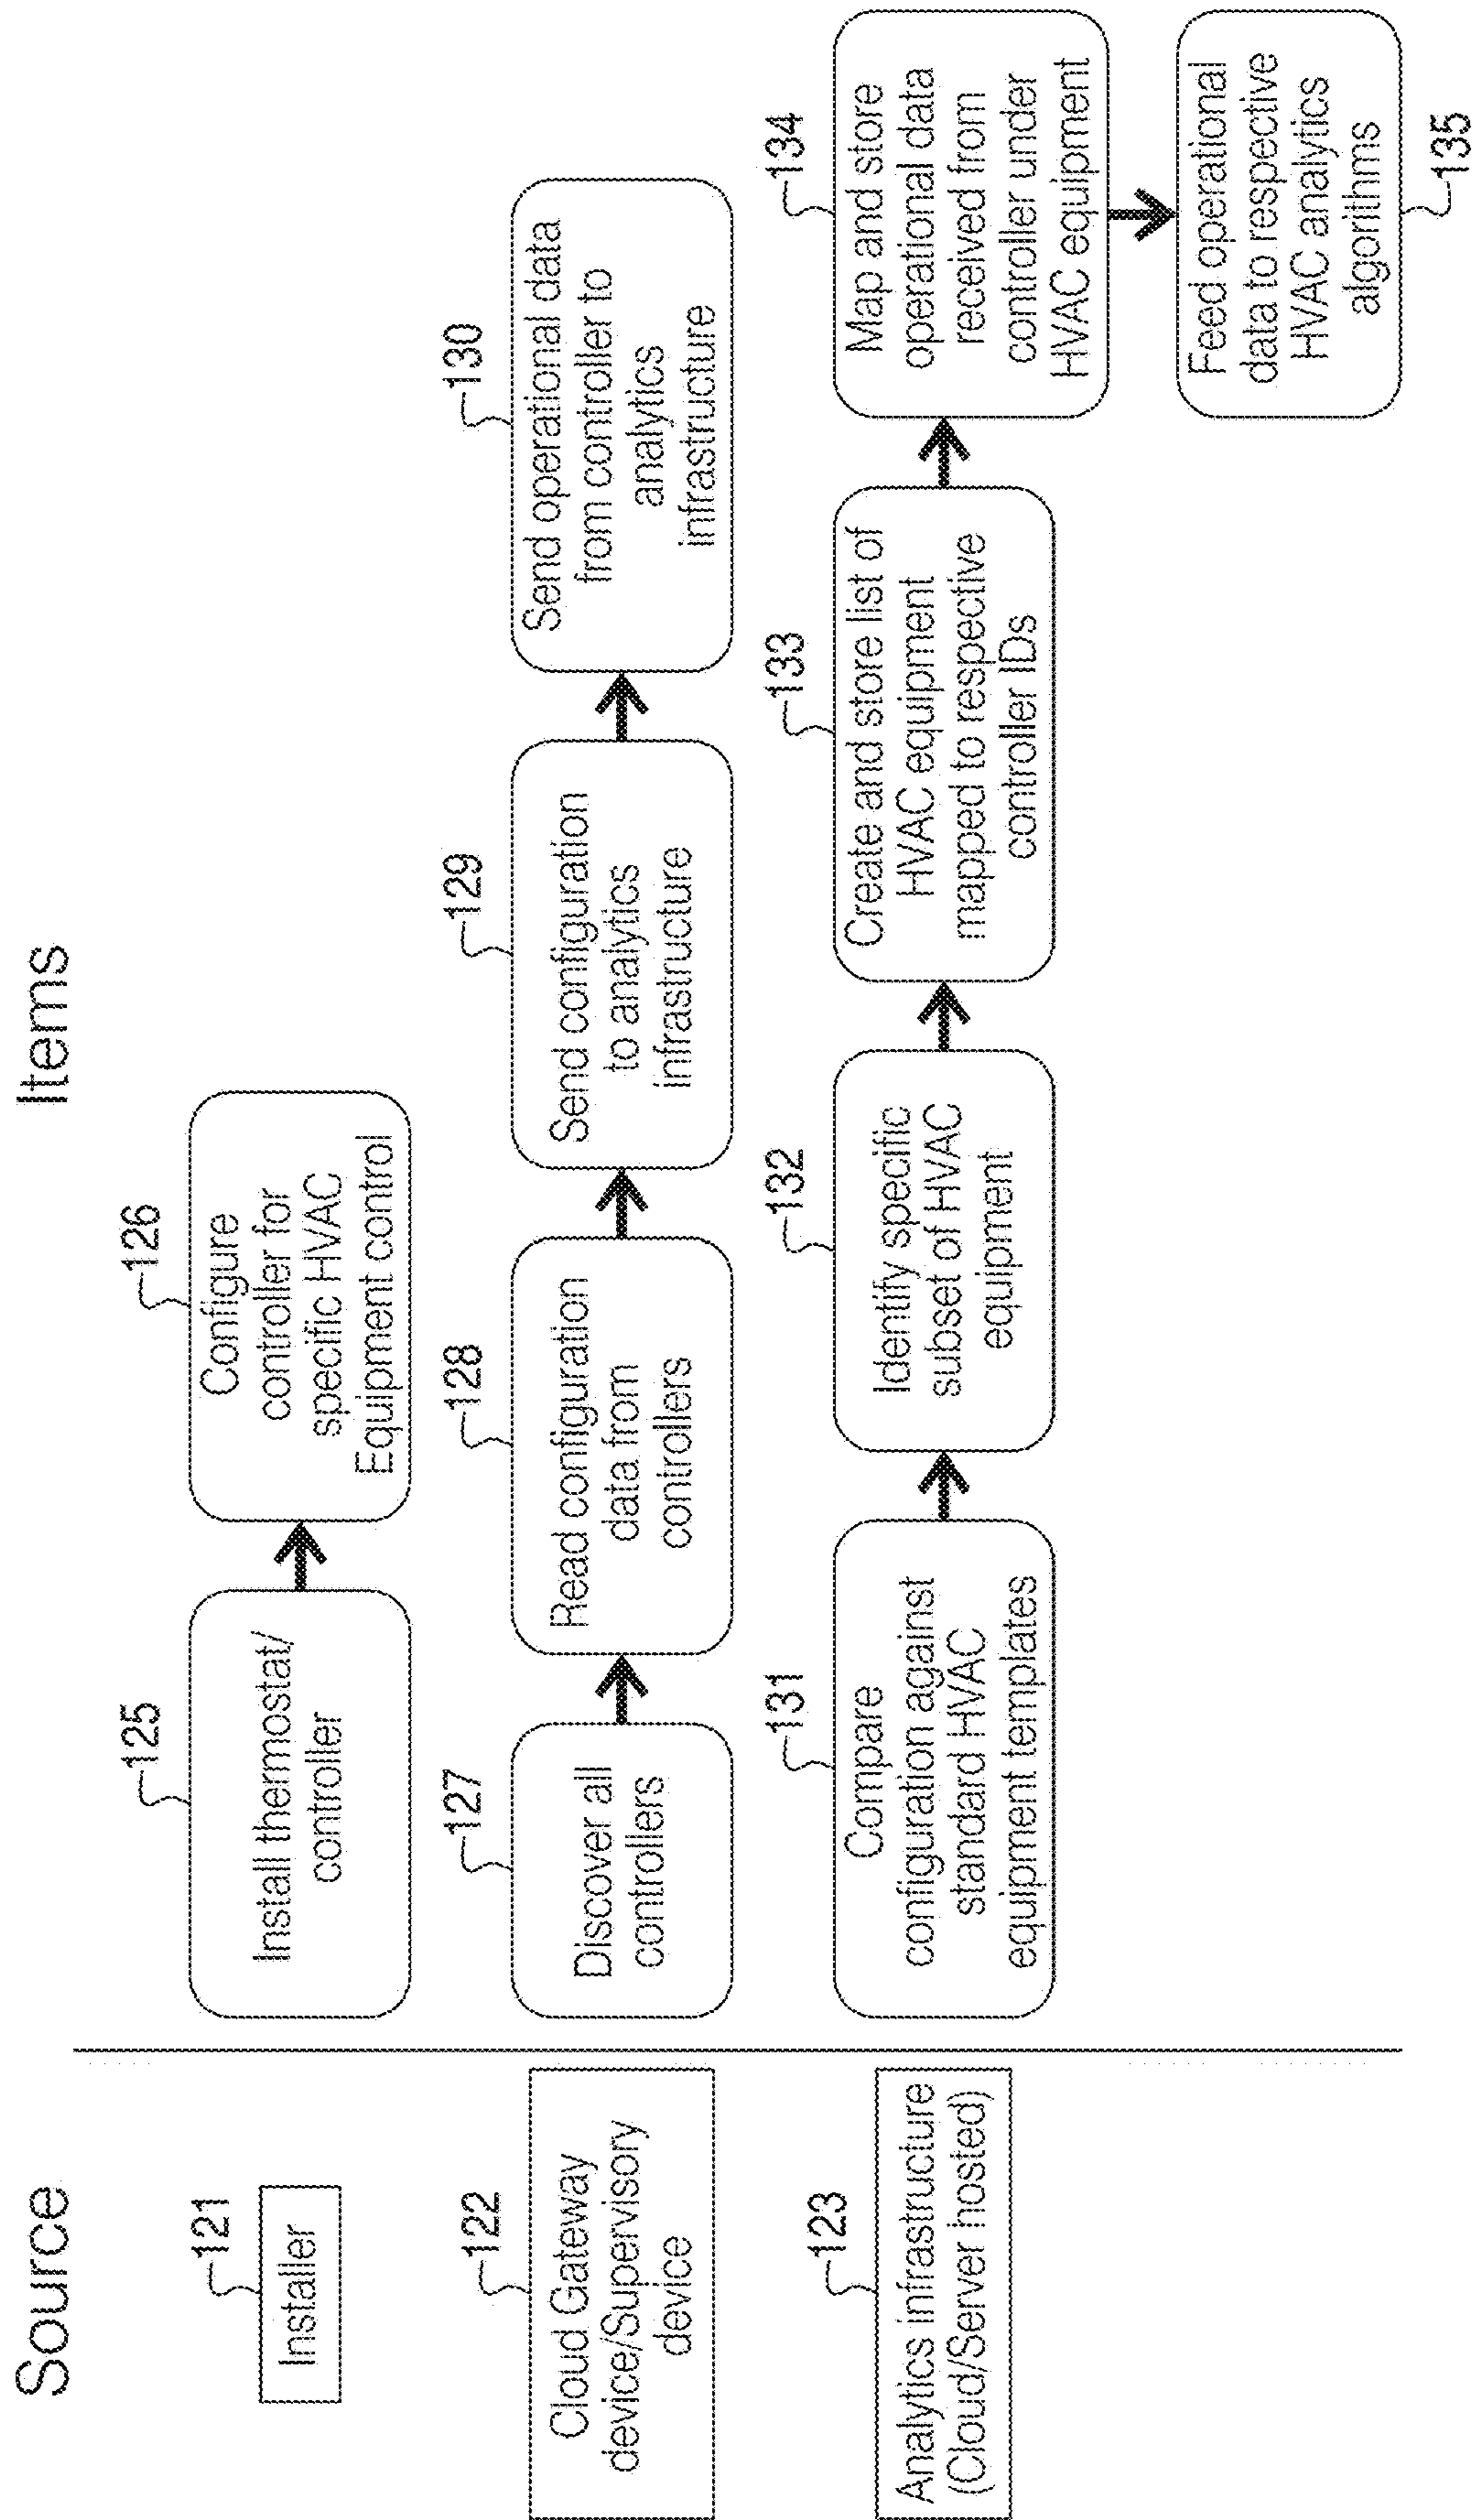 Source
Items
121
Installer
125
Install thermostat/
controller
126
Configure
controller for
specific HVAC
Equipment control
122
Cloud Gateway
device/Supervisory
device
127
Discover all
controllers
128
Read configuration
data from
controllers
129
Send configuration
to analytics
infrastructure
130
Send operational data
from controller to
analytics
infrastructure
123
Analytics infrastructure
(Cloud/Server hosted)
131
Compare
configuration against
standard HVAC
equipment templates
132
Identify specific
subset of HVAC
equipment
133
Create and store list of
HVAC equipment
mapped to respective
controller IDs
134
Map and store
operational data
received from
controller under
HVAC equipment
Feed operational
data to respective
HVAC analytics
algorithms
135